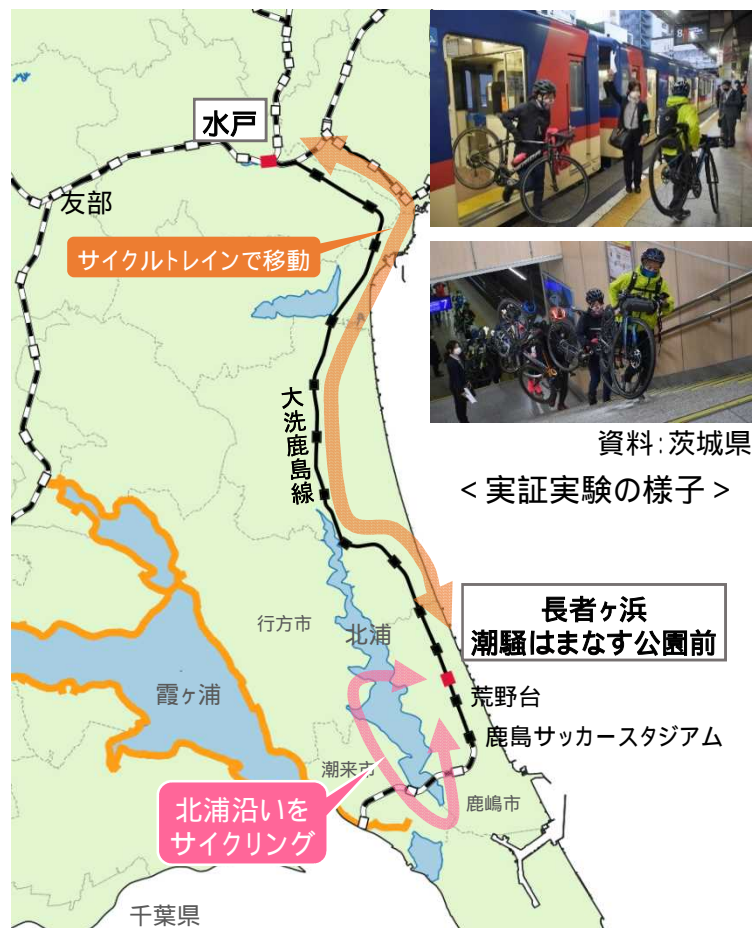 水戸
友部
サイクルトレインで移動
大洗鹿島線
資料：茨城県
＜実証実験の様子＞
長者ヶ浜
潮騒はまなす公園前
行方市
北浦
霞ヶ浦
荒野台
鹿島サッカースタジアム
潮来市
鹿嶋市
北浦沿いを
サイクリング
千葉県
8
7